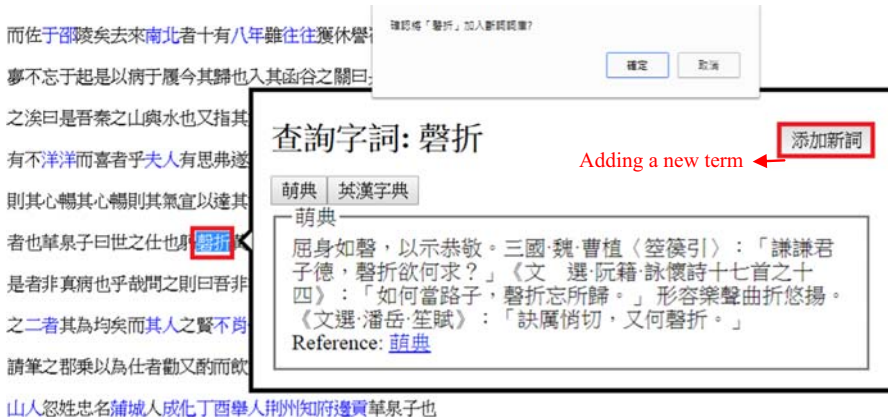 而佐于邵陵矣去來南北者十有八年雖往往獲休譽
確認將「磬折」加入斷詞詞庫?
確定 取消
夢不忘于起是以病于履今其歸也入其函谷之關曰
之涘曰是吾秦之山與水也又指其
查詢字詞: 磬折
添加新詞
Adding a new term
有不洋洋而喜者乎夫人有思弗遂
則其心暢其心暢則其氣宣以達其
萌典 英漢字典
萌典
者也華泉子曰世之仕也
磬折
屈身如磬，以示恭敬。三國·魏·曹植〈箜篌引〉：「謙謙君
子德，磬折欲何求？」《文 選·阮籍·詠懷詩十七首之十
四》：「如何當路子，磬折忘所歸。」形容樂聲曲折悠揚。
《文選·潘岳·笙賦》：「訣厲悄切，又何磬折。」
Reference: 萌典
是者非真病也乎哉問之則曰吾非
之二者其為均矣而其人之賢不肖
請筆之郡乘以為仕者勸又酌而飲
山人忽姓忠名蒲城人成化丁酉舉人荆州知府邊貢華泉子也